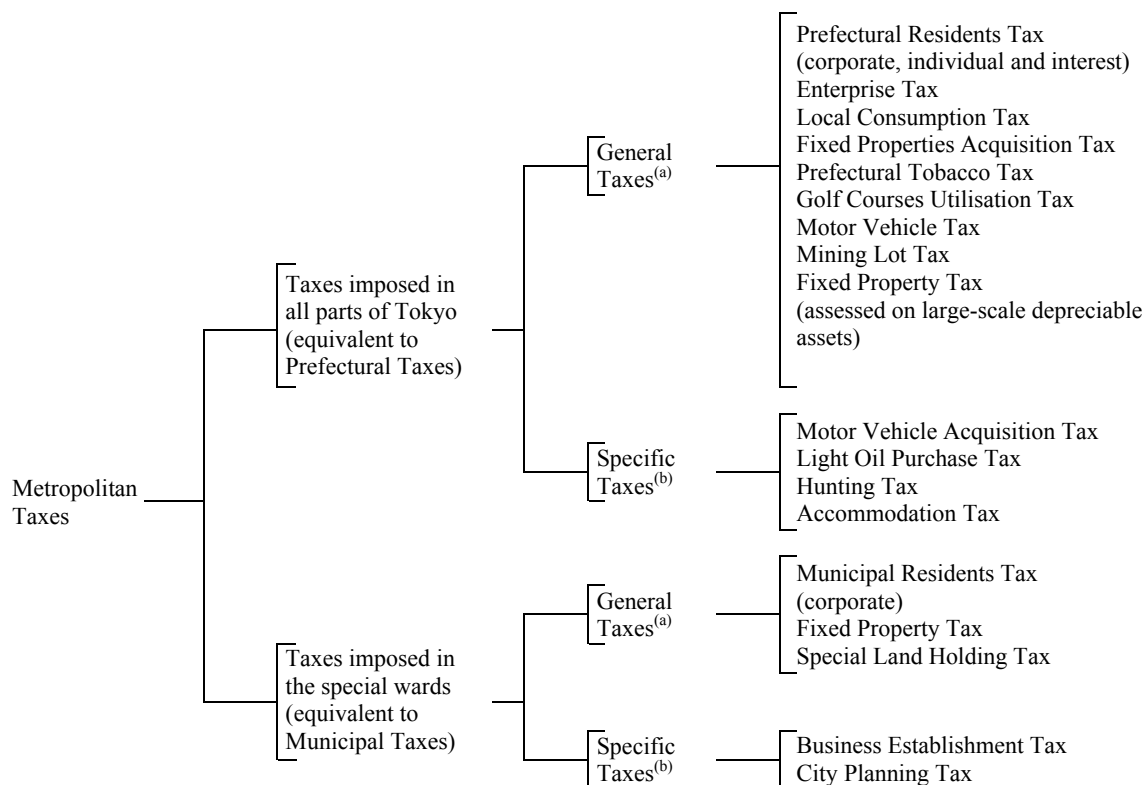 Metropolitan
Taxes
Taxes imposed in
all parts of Tokyo
(equivalent to
Prefectural Taxes)
General
Taxes(a)
Prefectural Residents Tax
(corporate, individual and interest)
Enterprise Tax
Local Consumption Tax
Fixed Properties Acquisition Tax
Prefectural Tobacco Tax
Golf Courses Utilisation Tax
Motor Vehicle Tax
Mining Lot Tax
Fixed Property Tax
(assessed on large-scale depreciable
assets)
Specific
Taxes(b)
Motor Vehicle Acquisition Tax
Light Oil Purchase Tax
Hunting Tax
Accommodation Tax
Taxes imposed in
the special wards
(equivalent to
Municipal Taxes)
General
Taxes(a)
Municipal Residents Tax
(corporate)
Fixed Property Tax
Special Land Holding Tax
Specific
Taxes(b)
Business Establishment Tax
City Planning Tax